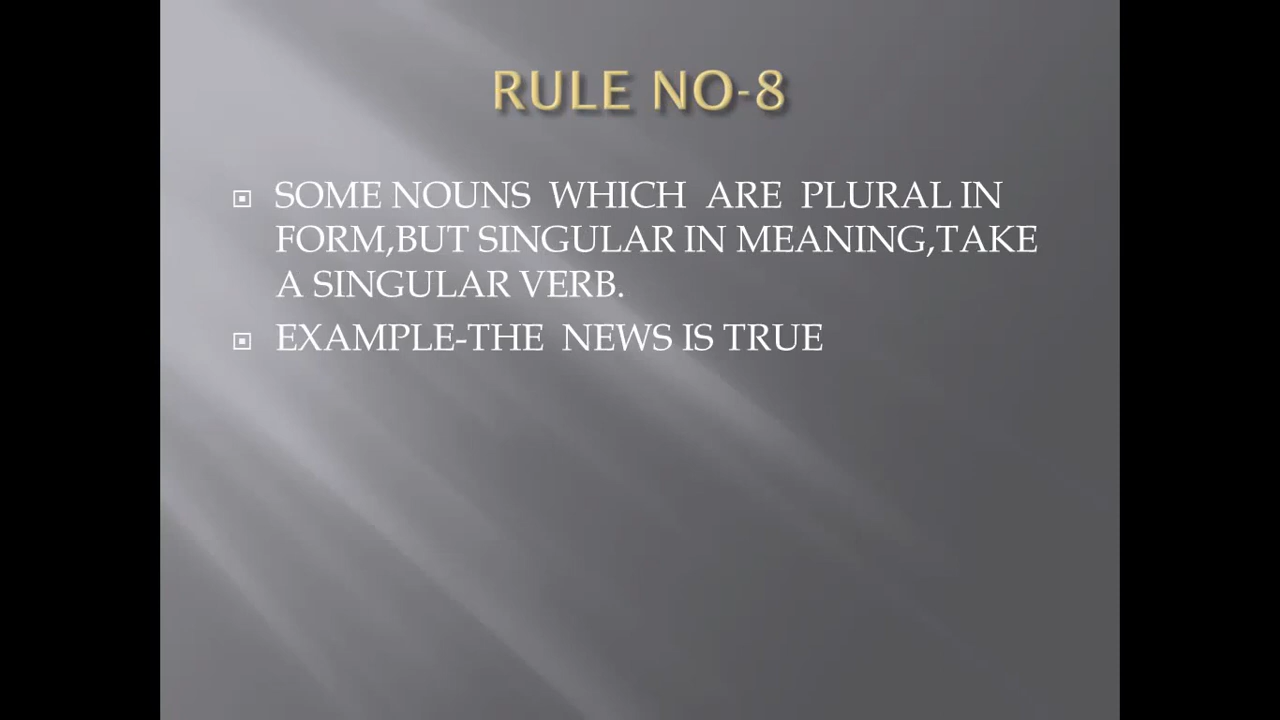 RULE NO-8
SOME NOUNS WHICH ARE PLURAL IN
FORM,BUT SINGULAR IN MEANING,TAKE
A SINGULAR VERB.
EXAMPLE-THE NEWS IS TRUE